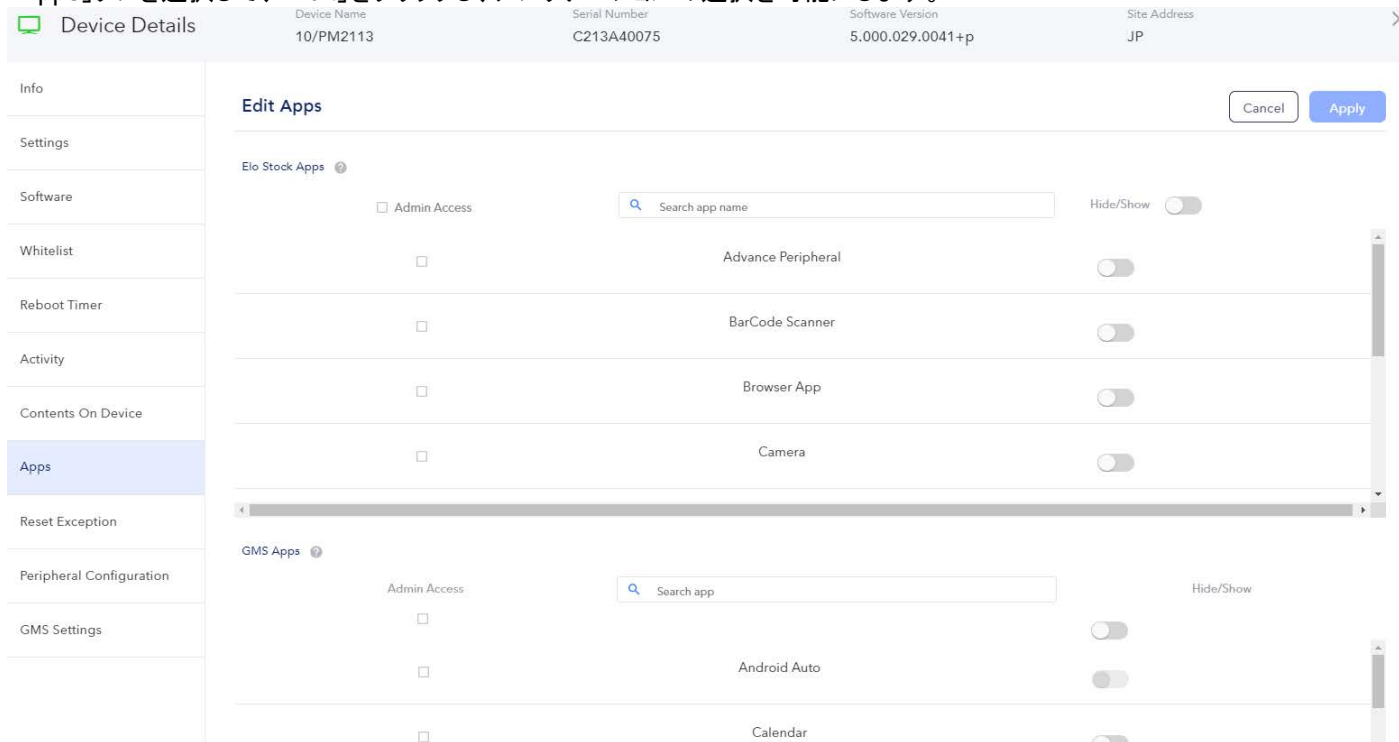 Device Details
Device Name
10/PM2113
Serial Number
C213A40075
Software Version
5.000.029.0041+p
Site Address
JP
Info
Settings
Software
Whitelist
Reboot Timer
Activity
Contents On Device
Apps
Reset Exception
Peripheral Configuration
GMS Settings
Edit Apps
Cancel
Apply
Elo Stock Apps
Admin Access
Search app name
Hide/Show
Advance Peripheral
BarCode Scanner
Browser App
Camera
GMS Apps
Admin Access
Search app
Hide/Show
Android Auto
Calendar